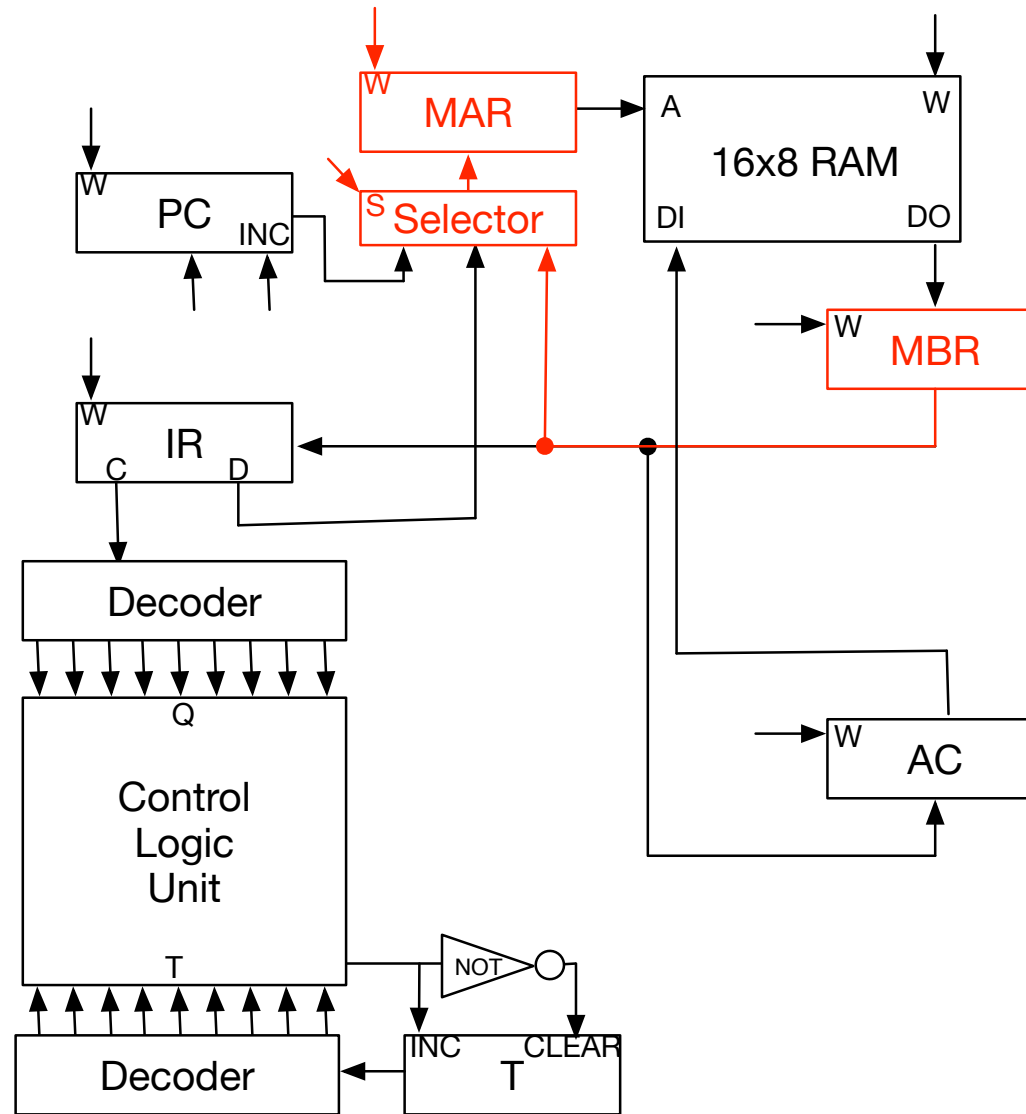 W
MAR
A
W
16x8 RAM
DI
DO
W
PC
INC
S
Selector
W
MBR
W
IR
C
D
Decoder
Q
Control
Logic
Unit
T
W
AC
NOT
INC
CLEAR
T
Decoder